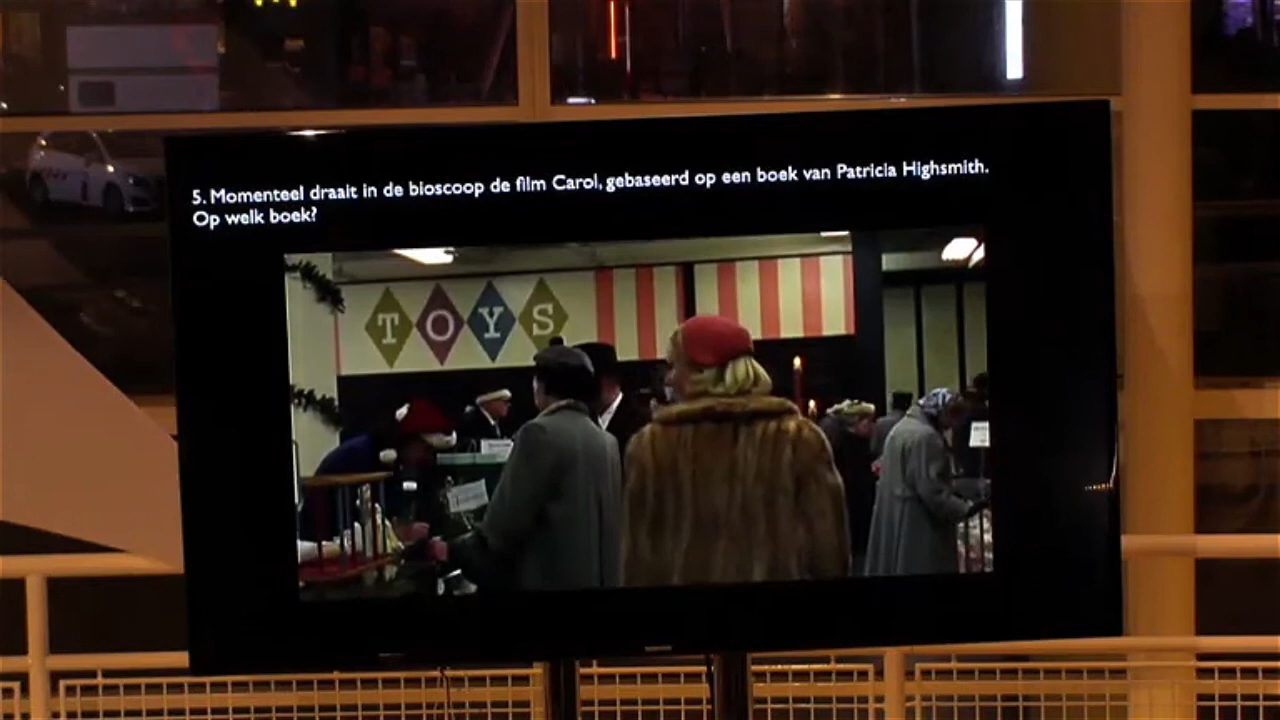 5. Momenteel draait in de bioscoop de film Carol, gebaseerd op een boek van Patricia Highsmith.
Op welk boek?
TOYS